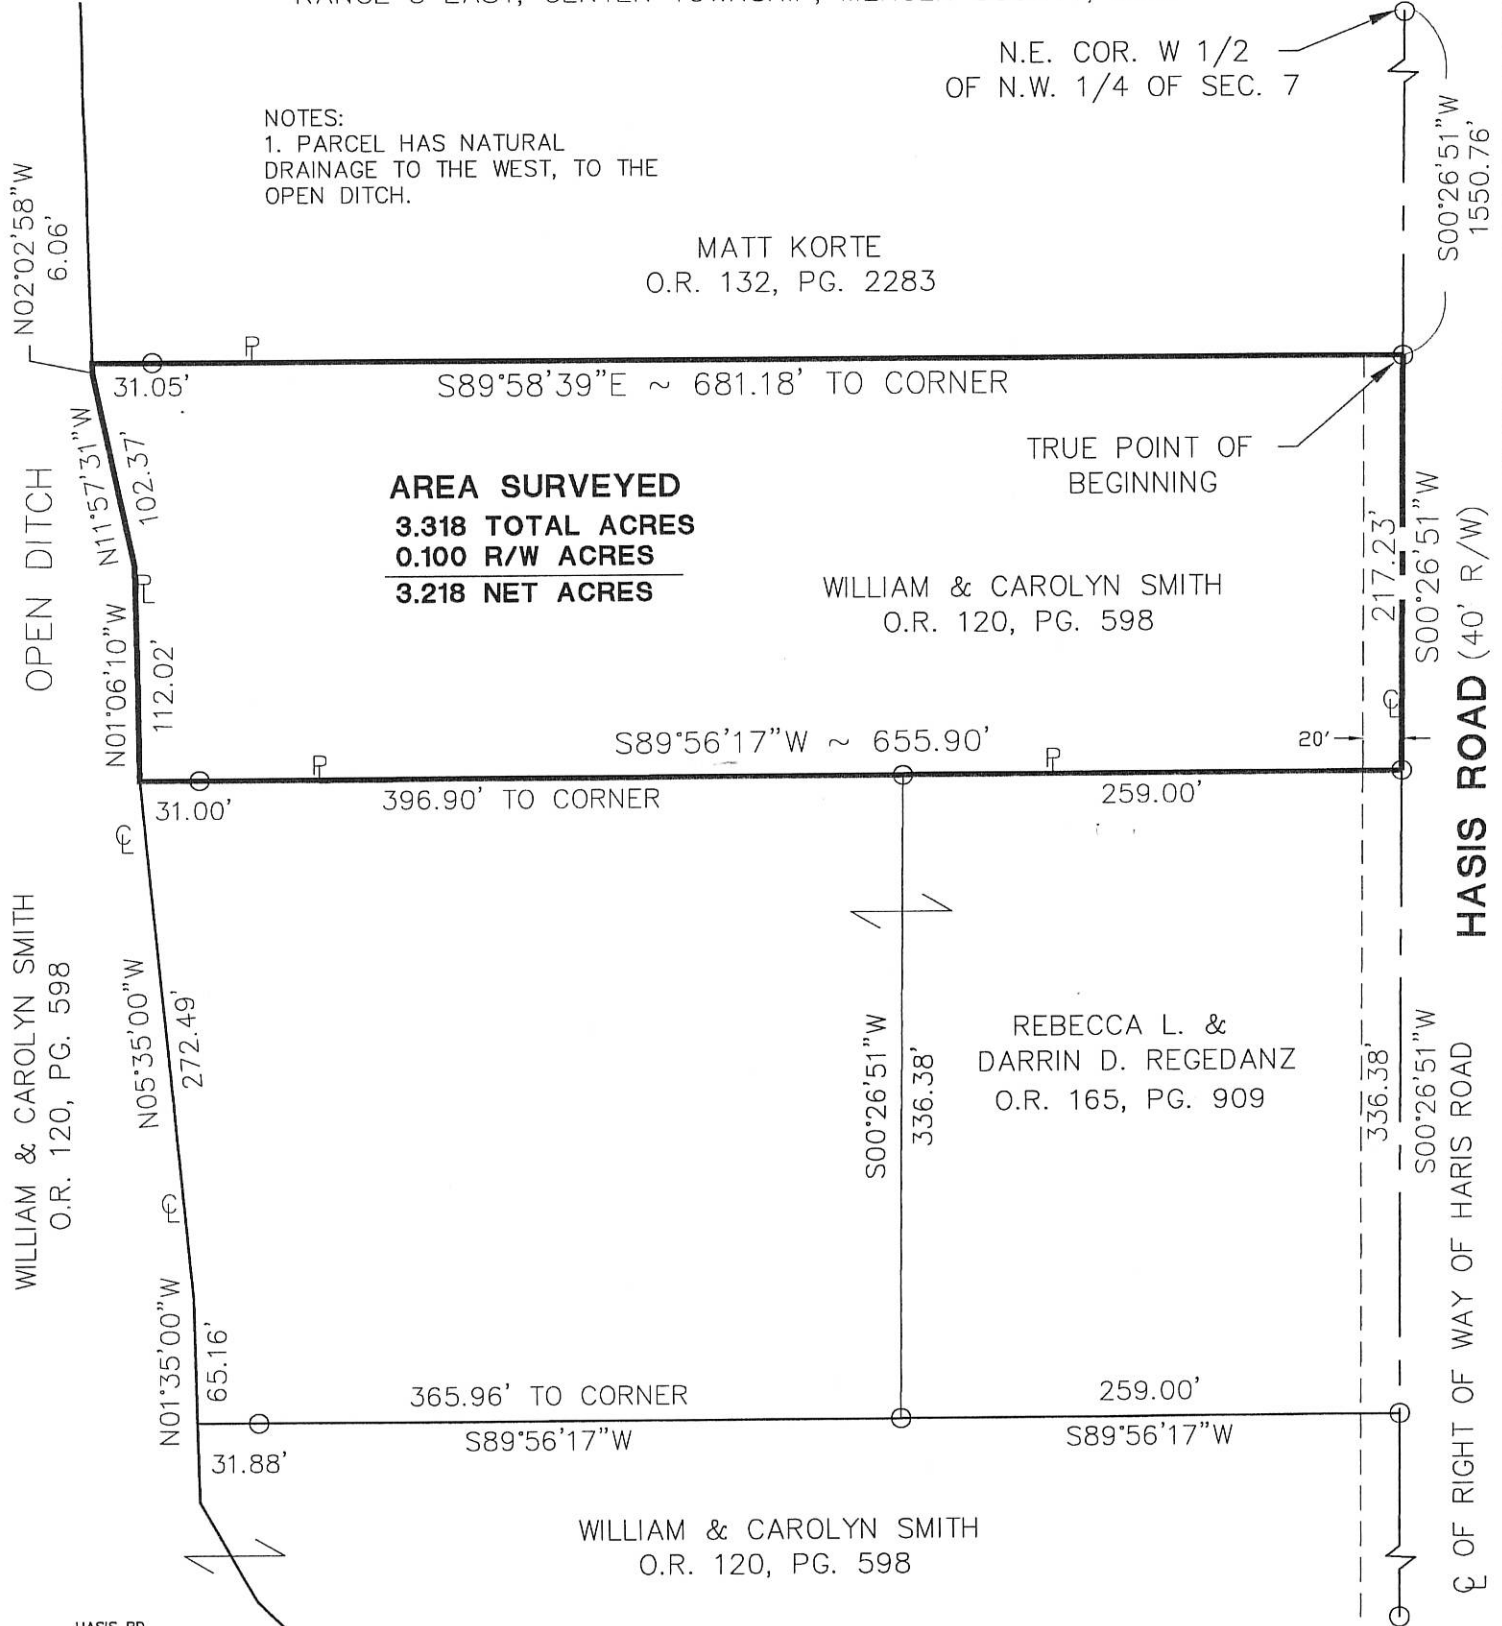 N.E. COR. W 1/2
OF N.W. 1/4 OF SEC. 7
S00°26'51"W
1550.76'
NOTES:
1. PARCEL HAS NATURAL
DRAINAGE TO THE WEST, TO THE
OPEN DITCH.
N02°02'58"W
6.06'
MATT KORTE
O.R. 132, PG. 2283
PL
31.05'
S89°58'39"E ~ 681.18' TO CORNER
TRUE POINT OF
BEGINNING
N11°57'31"W
102.37'
OPEN DITCH
AREA SURVEYED
3.318 TOTAL ACRES
0.100 R/W ACRES
3.218 NET ACRES
217.23'
S00°26'51"W
HASIS ROAD (40' R/W)
WILLIAM & CAROLYN SMITH
O.R. 120, PG. 598
PL
N01°06'10"W
112.02'
CL
20'
S89°56'17"W ~ 655.90'
PL
PL
31.00'
396.90' TO CORNER
259.00'
CL
WILLIAM & CAROLYN SMITH
O.R. 120, PG. 598
N05°35'00"W
272.49'
S00°26'51"W
336.38'
REBECCA L. &
DARRIN D. REGEDANZ
O.R. 165, PG. 909
336.38'
S00°26'51"W
CL OF RIGHT OF WAY OF HARIS ROAD
CL
N01°35'00"W
65.16'
365.96' TO CORNER
259.00'
S89°56'17"W
S89°56'17"W
31.88'
WILLIAM & CAROLYN SMITH
O.R. 120, PG. 598